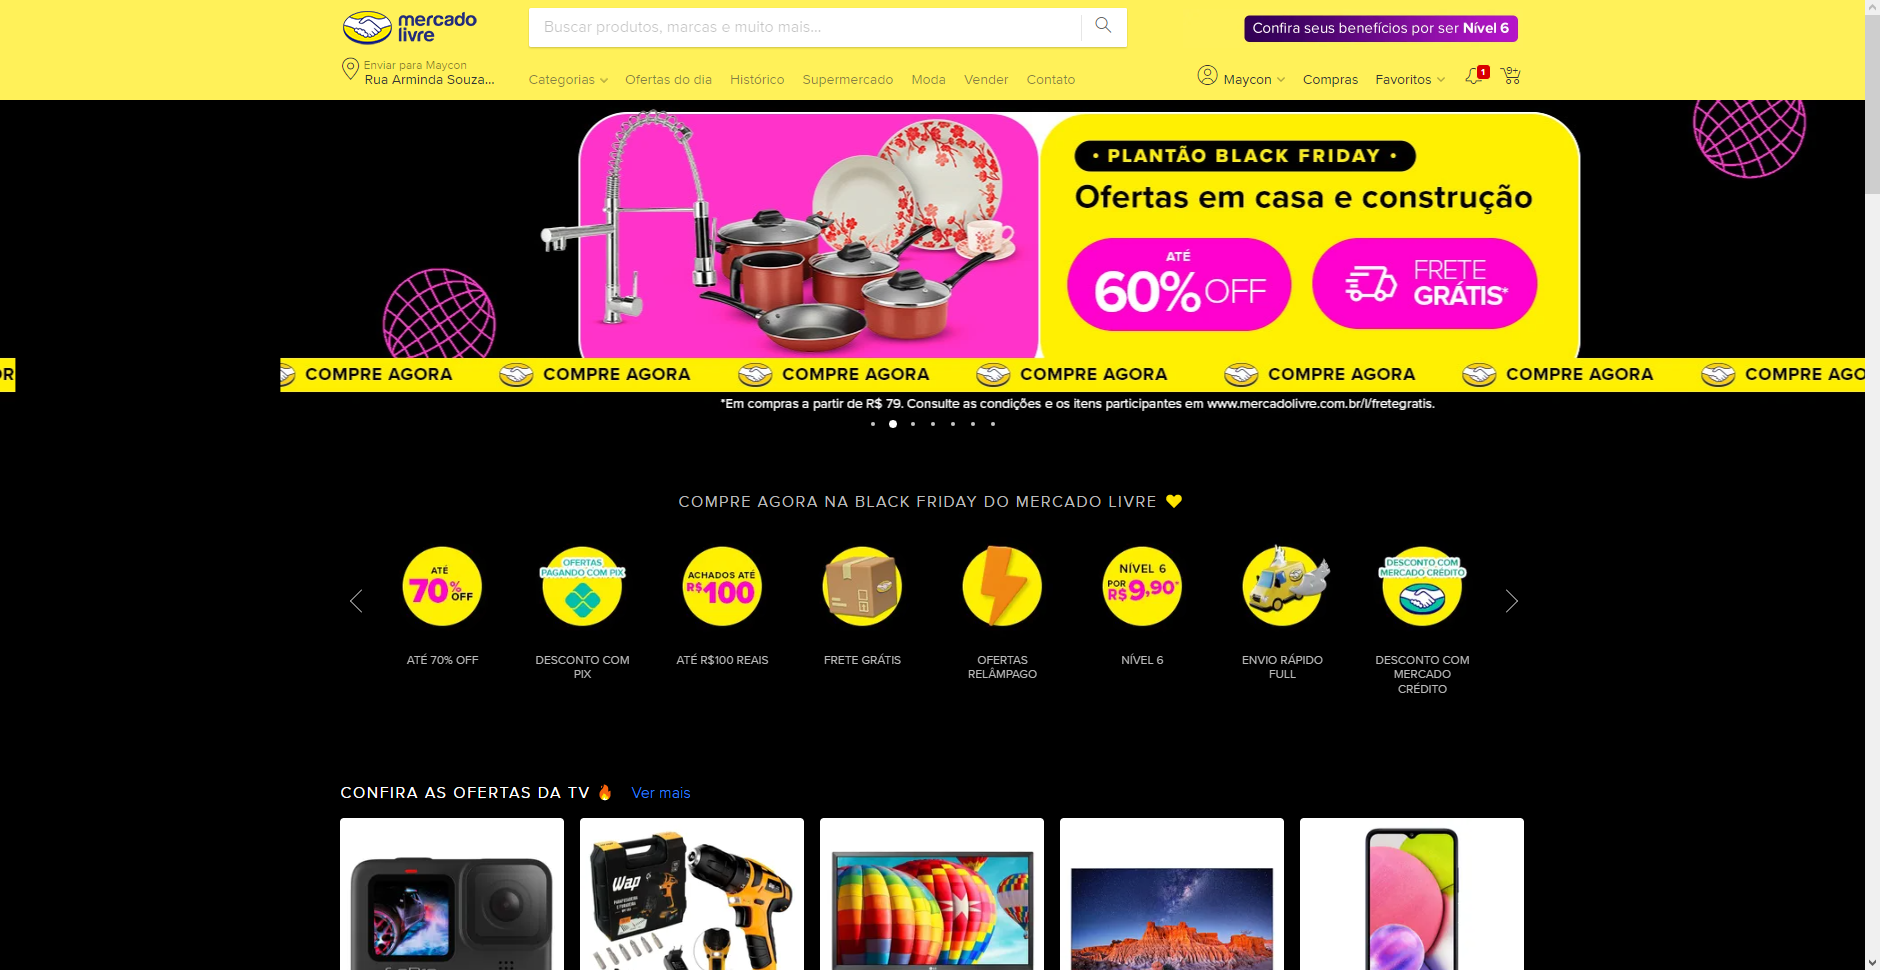 mercado
livre
Buscar produtos, marcas e muito mais...
Confira seus benefícios por ser Nível 6
Enviar para Maycon
Rua Arminda Souza...
Categorias
Ofertas do dia
Histórico
Supermercado
Moda
Vender
Contato
Maycon
Compras
Favoritos
1
9+
• PLANTÃO BLACK FRIDAY •
Ofertas em casa e construção
ATÉ
60% OFF
FRETE
GRÁTIS*
COMPRE AGORA
COMPRE AGORA
COMPRE AGORA
COMPRE AGORA
COMPRE AGORA
COMPRE AGORA
COMPRE AGO
*Em compras a partir de R$ 79. Consulte as condições e os itens participantes em www.mercadolivre.com.br/l/fretegratis.
COMPRE AGORA NA BLACK FRIDAY DO MERCADO LIVRE
ATÉ
70% OFF
OFERTAS
PAGANDO COM PIX
ACHADOS ATÉ
R$100
NÍVEL 6
POR
R$ 9,90*
DESCONTO COM
MERCADO CRÉDITO
ATÉ 70% OFF
DESCONTO COM
PIX
ATÉ R$100 REAIS
FRETE GRÁTIS
OFERTAS
RELÂMPAGO
NÍVEL 6
ENVIO RÁPIDO
FULL
DESCONTO COM
MERCADO
CRÉDITO
CONFIRA AS OFERTAS DA TV
Ver mais
Wap
LG